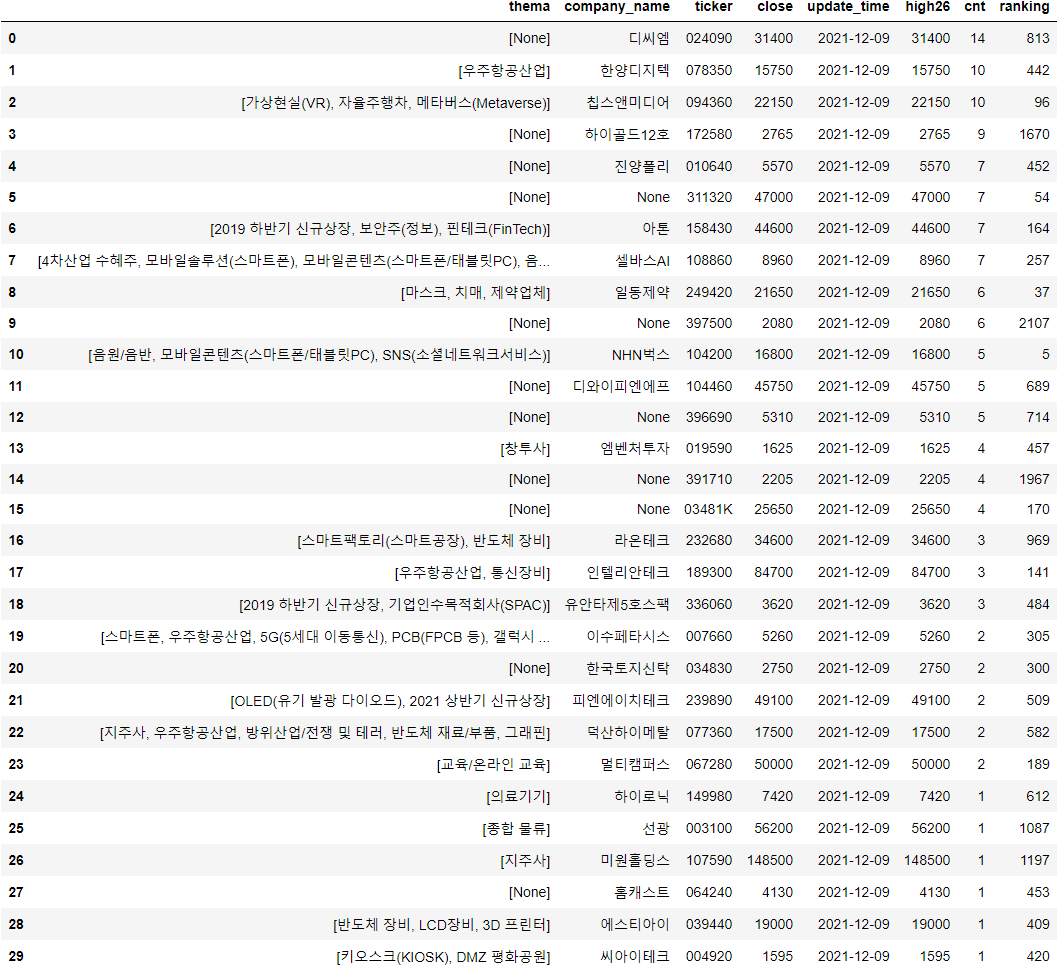 thema company_name ticker close update_time high26 cnt ranking
0 [None] 디씨엠 024090 31400 2021-12-09 31400 14 813
1 [우주항공산업] 한양디지텍 078350 15750 2021-12-09 15750 10 442
2 [가상현실(VR), 자율주행차, 메타버스(Metaverse)] 칩스앤미디어 094360 22150 2021-12-09 22150 10 96
3 [None] 하이골드12호 172580 2765 2021-12-09 2765 9 1670
4 [None] 진양폴리 010640 5570 2021-12-09 5570 7 452
5 [None] None 311320 47000 2021-12-09 47000 7 54
6 [2019 하반기 신규상장, 보안주(정보), 핀테크(FinTech)] 아톤 158430 44600 2021-12-09 44600 7 164
7 [4차산업 수혜주, 모바일솔루션(스마트폰), 모바일콘텐츠(스마트폰/태블릿PC), 음... 셀바스AI 108860 8960 2021-12-09 8960 7 257
8 [마스크, 치매, 제약업체] 일동제약 249420 21650 2021-12-09 21650 6 37
9 [None] None 397500 2080 2021-12-09 2080 6 2107
10 [음원/음반, 모바일콘텐츠(스마트폰/태블릿PC), SNS(소셜네트워크서비스)] NHN벅스 104200 16800 2021-12-09 16800 5 5
11 [None] 디와이피엔에프 104460 45750 2021-12-09 45750 5 689
12 [None] None 396690 5310 2021-12-09 5310 5 714
13 [창투사] 엠벤처투자 019590 1625 2021-12-09 1625 4 457
14 [None] None 391710 2205 2021-12-09 2205 4 1967
15 [None] None 03481K 25650 2021-12-09 25650 4 170
16 [스마트팩토리(스마트공장), 반도체 장비] 라온테크 232680 34600 2021-12-09 34600 3 969
17 [우주항공산업, 통신장비] 인텔리안테크 189300 84700 2021-12-09 84700 3 141
18 [2019 하반기 신규상장, 기업인수목적회사(SPAC)] 유안타제5호스팩 336060 3620 2021-12-09 3620 3 484
19 [스마트폰, 우주항공산업, 5G(5세대 이동통신), PCB(FPCB 등), 갤럭시 ... 이수페타시스 007660 5260 2021-12-09 5260 2 305
20 [None] 한국토지신탁 034830 2750 2021-12-09 2750 2 300
21 [OLED(유기 발광 다이오드), 2021 상반기 신규상장] 피엔에이치테크 239890 49100 2021-12-09 49100 2 509
22 [지주사, 우주항공산업, 방위산업/전쟁 및 테러, 반도체 재료/부품, 그래핀] 덕산하이메탈 077360 17500 2021-12-09 17500 2 582
23 [교육/온라인 교육] 멀티캠퍼스 067280 50000 2021-12-09 50000 2 189
24 [의료기기] 하이로닉 149980 7420 2021-12-09 7420 1 612
25 [종합 물류] 선광 003100 56200 2021-12-09 56200 1 1087
26 [지주사] 미원홀딩스 107590 148500 2021-12-09 148500 1 1197
27 [None] 홈캐스트 064240 4130 2021-12-09 4130 1 453
28 [반도체 장비, LCD장비, 3D 프린터] 에스티아이 039440 19000 2021-12-09 19000 1 409
29 [키오스크(KIOSK), DMZ 평화공원] 씨아이테크 004920 1595 2021-12-09 1595 1 420